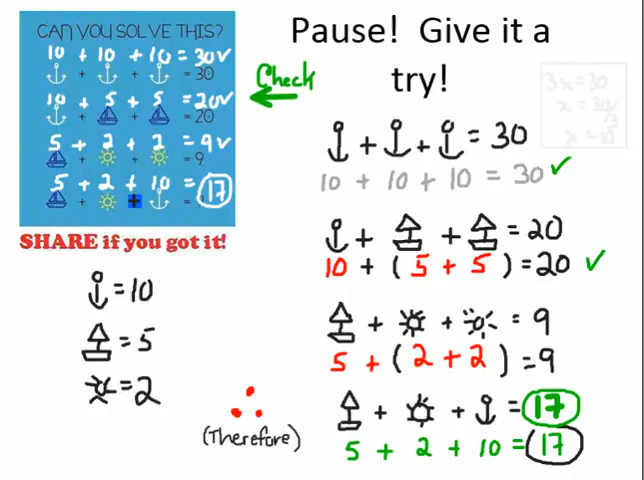 CAN YOU SOLVE THIS?
10 + 10 + 10 = 30 ✓
+ + = 30
10 + 5 + 5 = 20 ✓
+ + = 20
5 + 2 + 2 = 9 ✓
+ + = 9
5 + 2 + 10 = 17
+ + =
SHARE if you got it!
Check
= 10
= 5
= 2
(Therefore)
∴
Pause! Give it a
try!
3x = 30
+ + = 30
10 + 10 + 10 = 30 ✓
+ + = 20
10 + ( 5 + 5 ) = 20 ✓
+ + = 9
5 + ( 2 + 2 ) = 9
+ + = 17
5 + 2 + 10 = 17